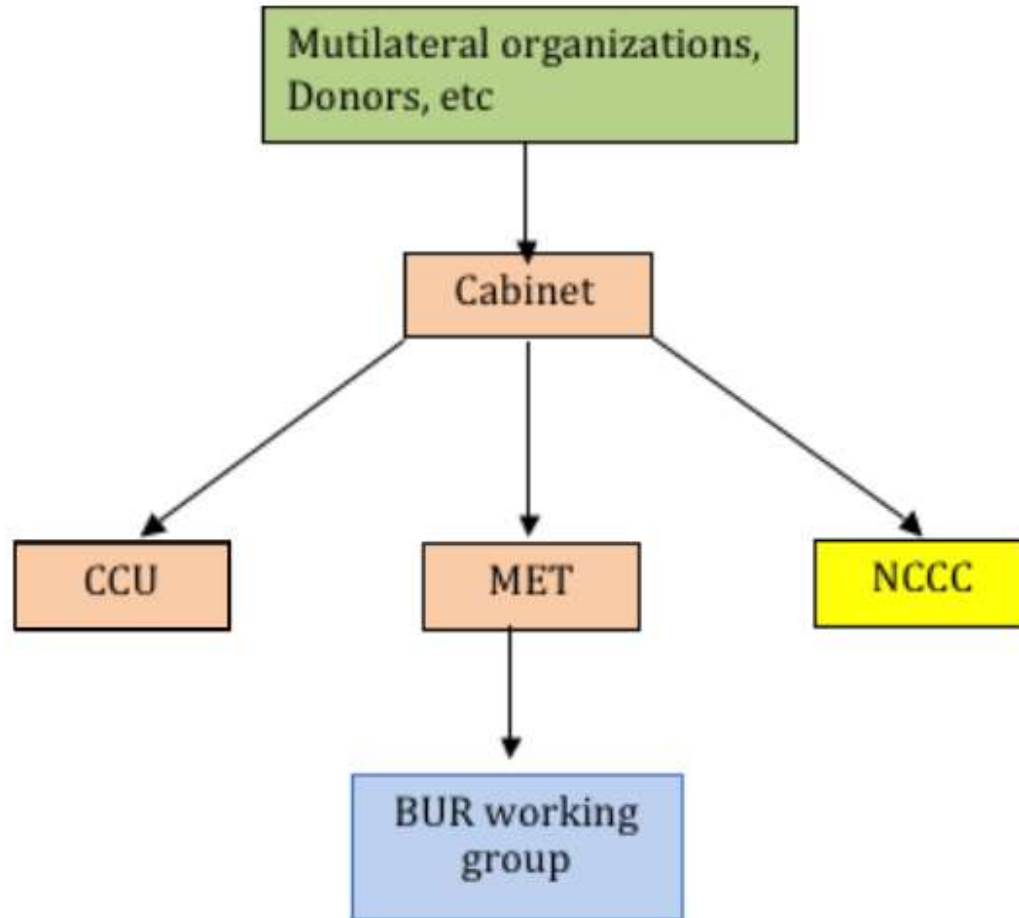 Mutilateral organizations,
Donors, etc
Cabinet
CCU
MET
NCCC
BUR working
group